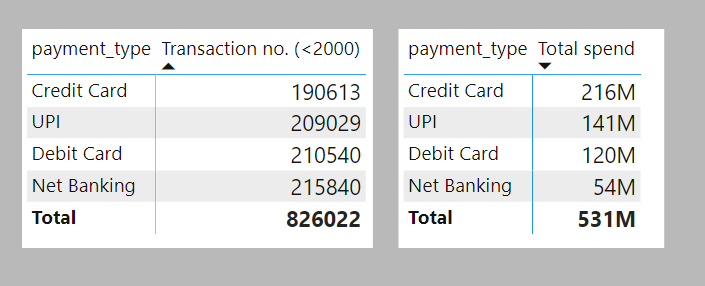 payment_type Transaction no. (<2000)
Credit Card 190613
UPI 209029
Debit Card 210540
Net Banking 215840
Total 826022
payment_type Total spend
Credit Card 216M
UPI 141M
Debit Card 120M
Net Banking 54M
Total 531M